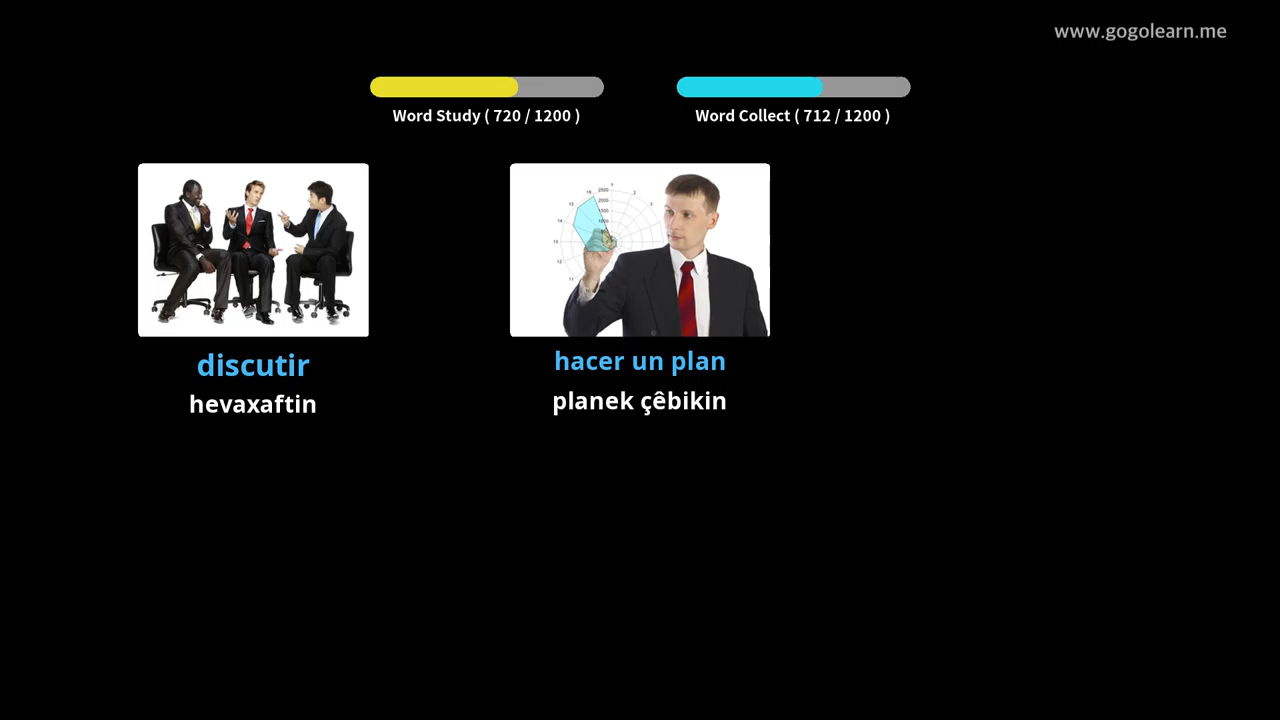 www.gogolearn.me
Word Study ( 720 / 1200 )
Word Collect ( 712 / 1200 )
discutir
hevaxaftin
hacer un plan
planek çêbikin